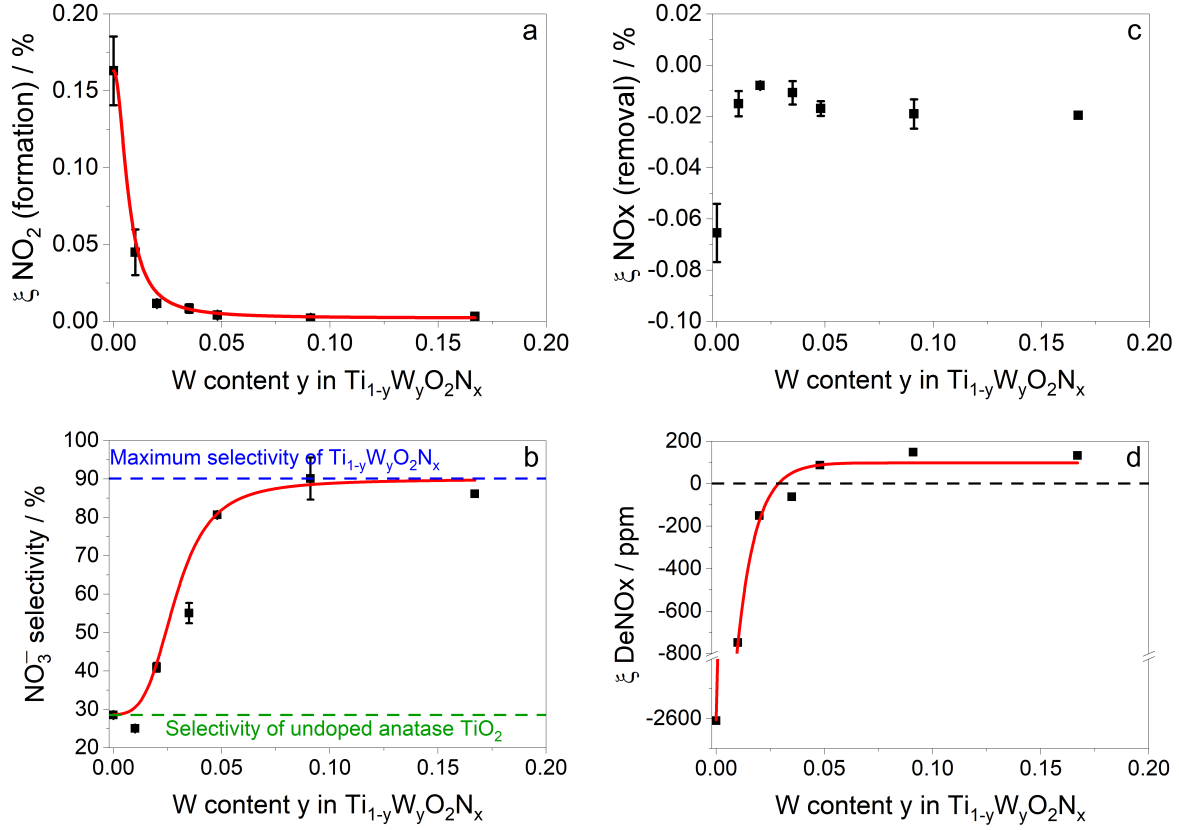 a
ξ NO₂ (formation) / %
0.20
0.15
0.10
0.05
0.00
0.00 0.05 0.10 0.15 0.20
W content y in Ti₁₋yWyO₂Nₓ
c
ξ NOx (removal) / %
0.02
0.00
-0.02
-0.04
-0.06
-0.08
-0.10
0.00 0.05 0.10 0.15 0.20
W content y in Ti₁₋yWyO₂Nₓ
b
NO₃⁻ selectivity / %
100
90
80
70
60
50
40
30
20
Maximum selectivity of Ti₁₋yWyO₂Nₓ
Selectivity of undoped anatase TiO₂
0.00 0.05 0.10 0.15 0.20
W content y in Ti₁₋yWyO₂Nₓ
d
ξ DeNOx / ppm
200
0
-200
-400
-600
-800
-2600
0.00 0.05 0.10 0.15 0.20
W content y in Ti₁₋yWyO₂Nₓ